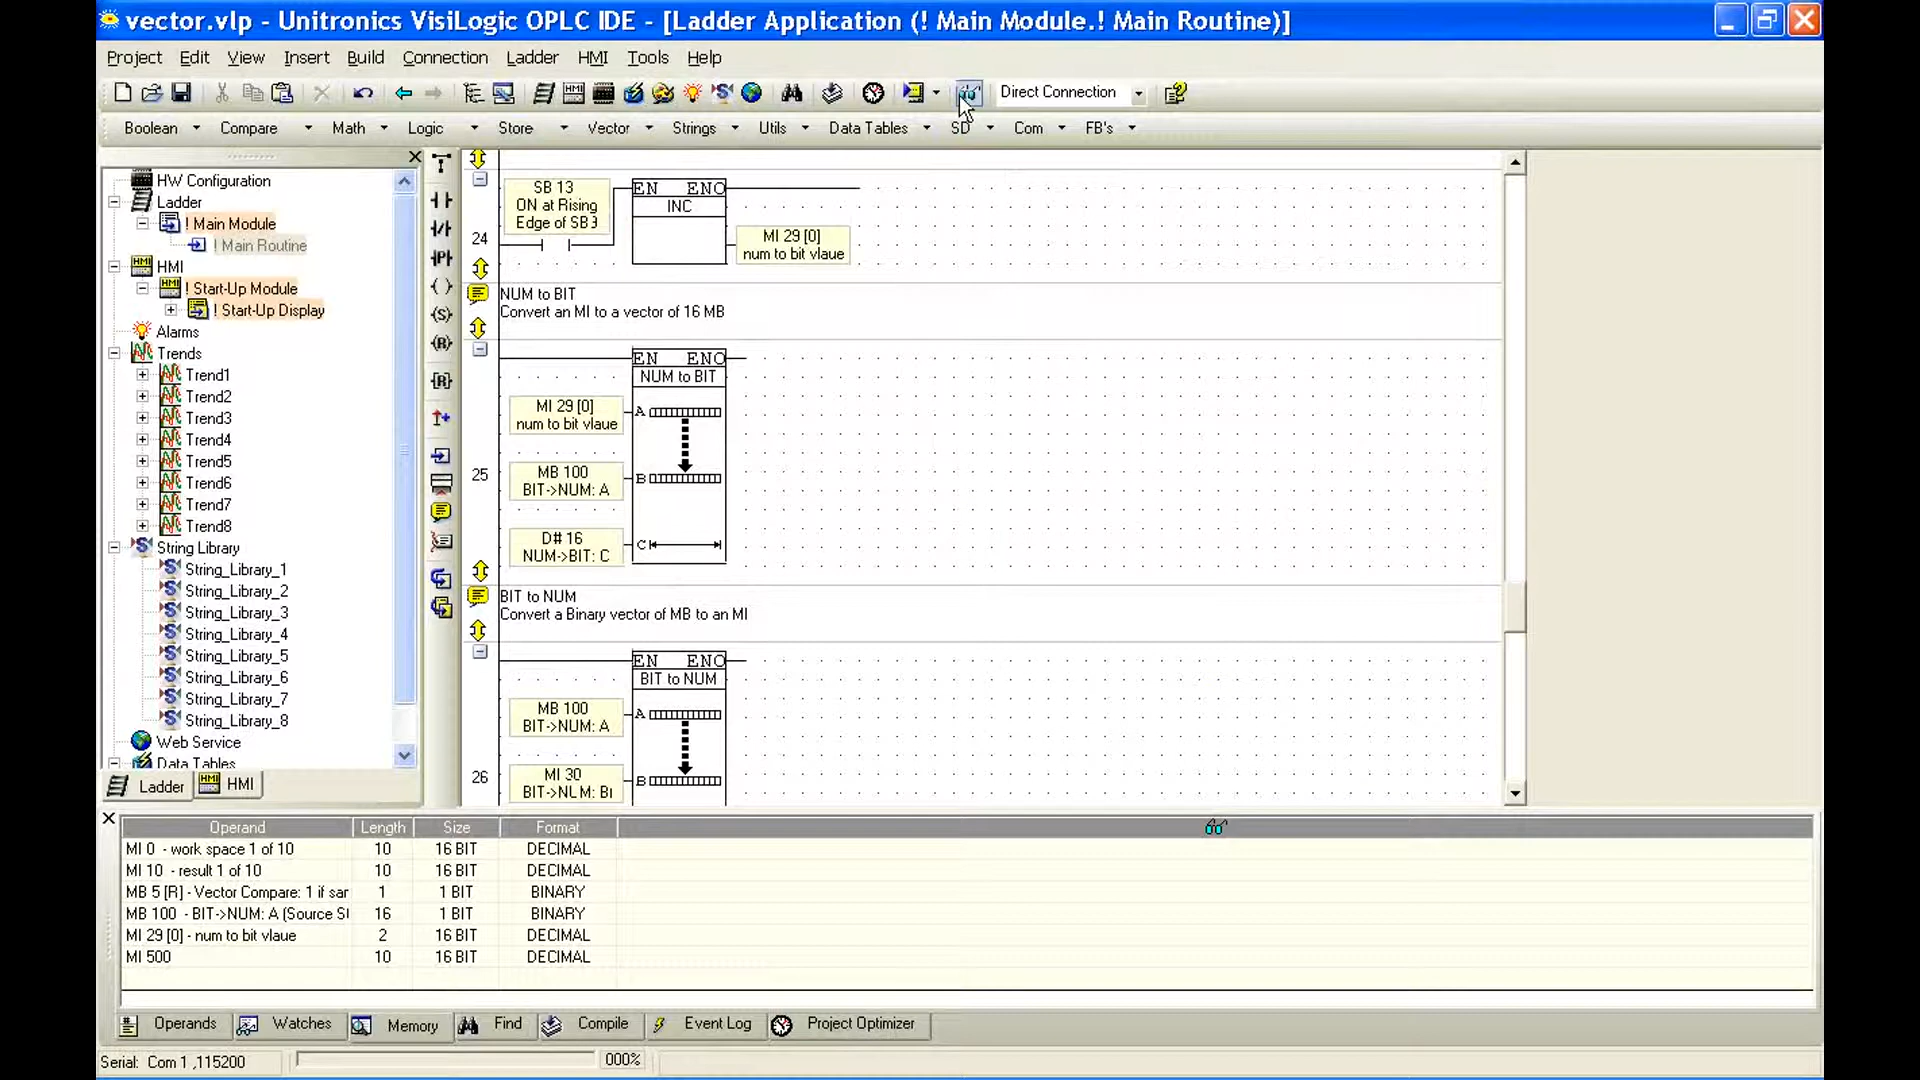 vector.vlp - Unitronics VisiLogic OPLC IDE - [Ladder Application (! Main Module.! Main Routine)]
Project Edit View Insert Build Connection Ladder HMI Tools Help
Direct Connection
Boolean Compare Math Logic Store Vector Strings Utils Data Tables SD Com FB's
HW Configuration
Ladder
! Main Module
! Main Routine
HMI
! Start-Up Module
! Start-Up Display
Alarms
Trends
Trend1
Trend2
Trend3
Trend4
Trend5
Trend6
Trend7
Trend8
String Library
String_Library_1
String_Library_2
String_Library_3
String_Library_4
String_Library_5
String_Library_6
String_Library_7
String_Library_8
Web Service
Data Tables
Ladder HMI
SB 13
ON at Rising
Edge of SB3
EN ENO
INC
24
MI 29 [0]
num to bit vlaue
NUM to BIT
Convert an MI to a vector of 16 MB
EN ENO
NUM to BIT
MI 29 [0]
num to bit vlaue
A
25
MB 100
BIT->NUM: A
B
D# 16
NUM->BIT: C
C
BIT to NUM
Convert a Binary vector of MB to an MI
EN ENO
BIT to NUM
MB 100
BIT->NUM: A
A
26
MI 30
B
Operand Length Size Format
MI 0 - work space 1 of 10 10 16 BIT DECIMAL
MI 10 - result 1 of 10 10 16 BIT DECIMAL
MB 5 [R] - Vector Compare: 1 if sar 1 1 BIT BINARY
MB 100 - BIT->NUM: A (Source S 16 1 BIT BINARY
MI 29 [0] - num to bit vlaue 2 16 BIT DECIMAL
MI 500 10 16 BIT DECIMAL
Operands Watches Memory Find Compile Event Log Project Optimizer
Serial: Com 1 ,115200 000%